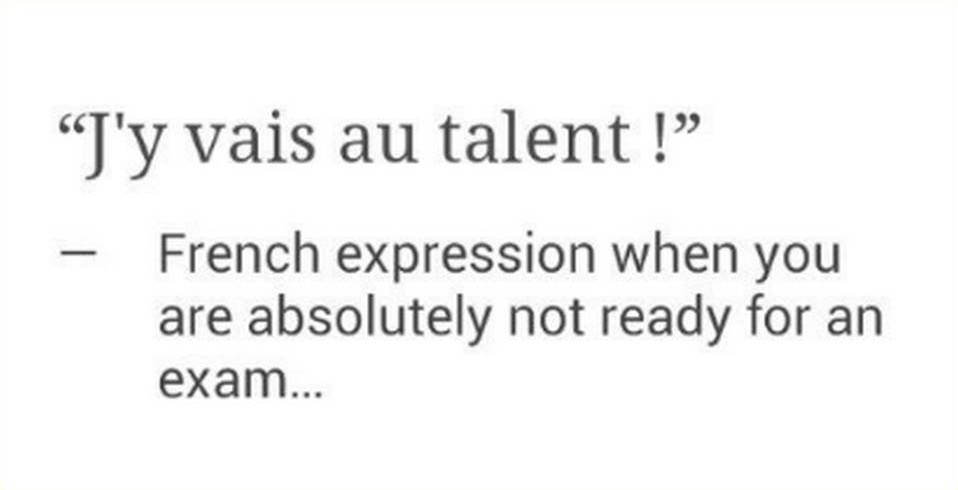 “J'y vais au talent !”
— French expression when you
are absolutely not ready for an
exam...